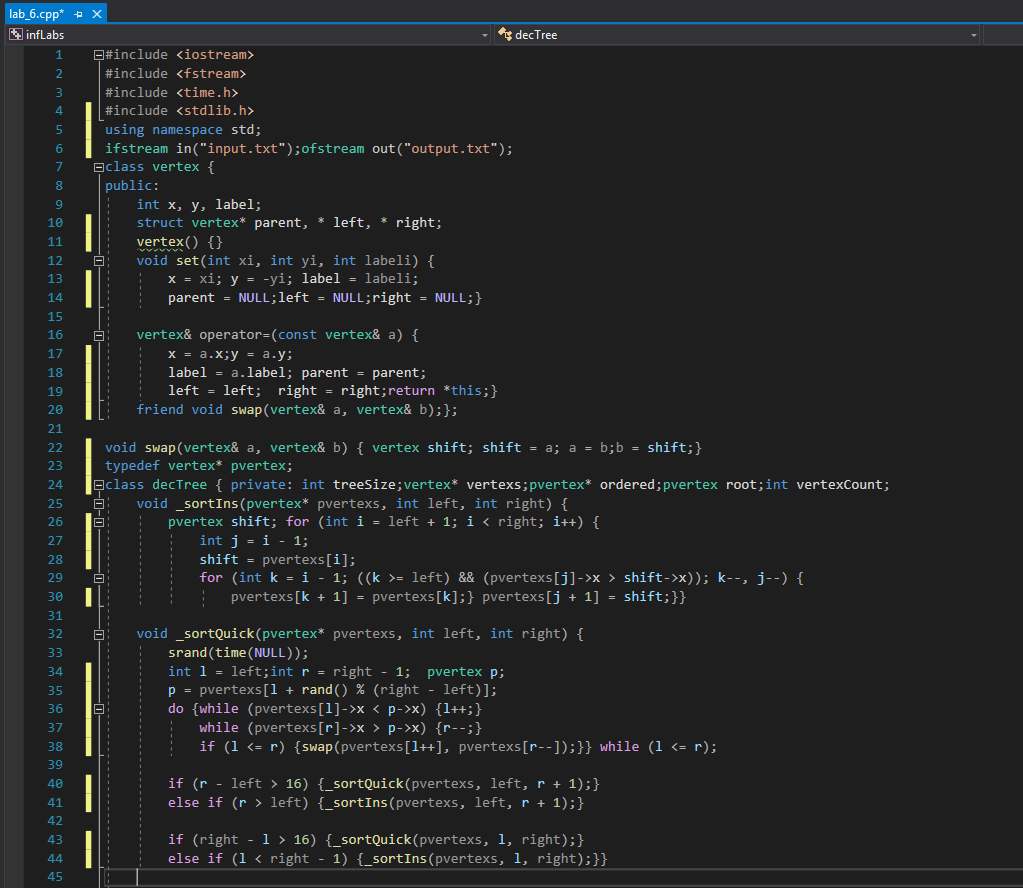 lab_6.cpp*
infLabs decTree
1 #include <iostream>
2 #include <fstream>
3 #include <time.h>
4 #include <stdlib.h>
5 using namespace std;
6 ifstream in("input.txt");ofstream out("output.txt");
7 class vertex {
8 public:
9 int x, y, label;
10 struct vertex* parent, * left, * right;
11 vertex() {}
12 void set(int xi, int yi, int labeli) {
13 x = xi; y = -yi; label = labeli;
14 parent = NULL;left = NULL;right = NULL;}
15
16 vertex& operator=(const vertex& a) {
17 x = a.x;y = a.y;
18 label = a.label; parent = parent;
19 left = left;  right = right;return *this;}
20 friend void swap(vertex& a, vertex& b);};
21
22 void swap(vertex& a, vertex& b) { vertex shift; shift = a; a = b;b = shift;}
23 typedef vertex* pvertex;
24 class decTree { private: int treeSize;vertex* vertexs;pvertex* ordered;pvertex root;int vertexCount;
25 void _sortIns(pvertex* pvertexs, int left, int right) {
26 pvertex shift; for (int i = left + 1; i < right; i++) {
27 int j = i - 1;
28 shift = pvertexs[i];
29 for (int k = i - 1; ((k >= left) && (pvertexs[j]->x > shift->x)); k--, j--) {
30 pvertexs[k + 1] = pvertexs[k];} pvertexs[j + 1] = shift;}}
31
32 void _sortQuick(pvertex* pvertexs, int left, int right) {
33 srand(time(NULL));
34 int l = left;int r = right - 1;  pvertex p;
35 p = pvertexs[l + rand() % (right - left)];
36 do {while (pvertexs[l]->x < p->x) {l++;}
37 while (pvertexs[r]->x > p->x) {r--;}
38 if (l <= r) {swap(pvertexs[l++], pvertexs[r--]);}} while (l <= r);
39
40 if (r - left > 16) {_sortQuick(pvertexs, left, r + 1);}
41 else if (r > left) {_sortIns(pvertexs, left, r + 1);}
42
43 if (right - l > 16) {_sortQuick(pvertexs, l, right);}
44 else if (l < right - 1) {_sortIns(pvertexs, l, right);}}
45